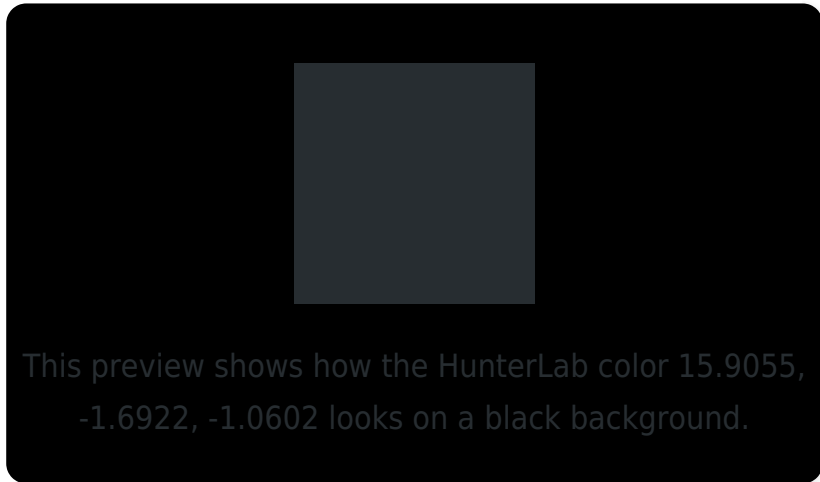 This preview shows how the HunterLab color 15.9055,
-1.6922, -1.0602 looks on a black background.